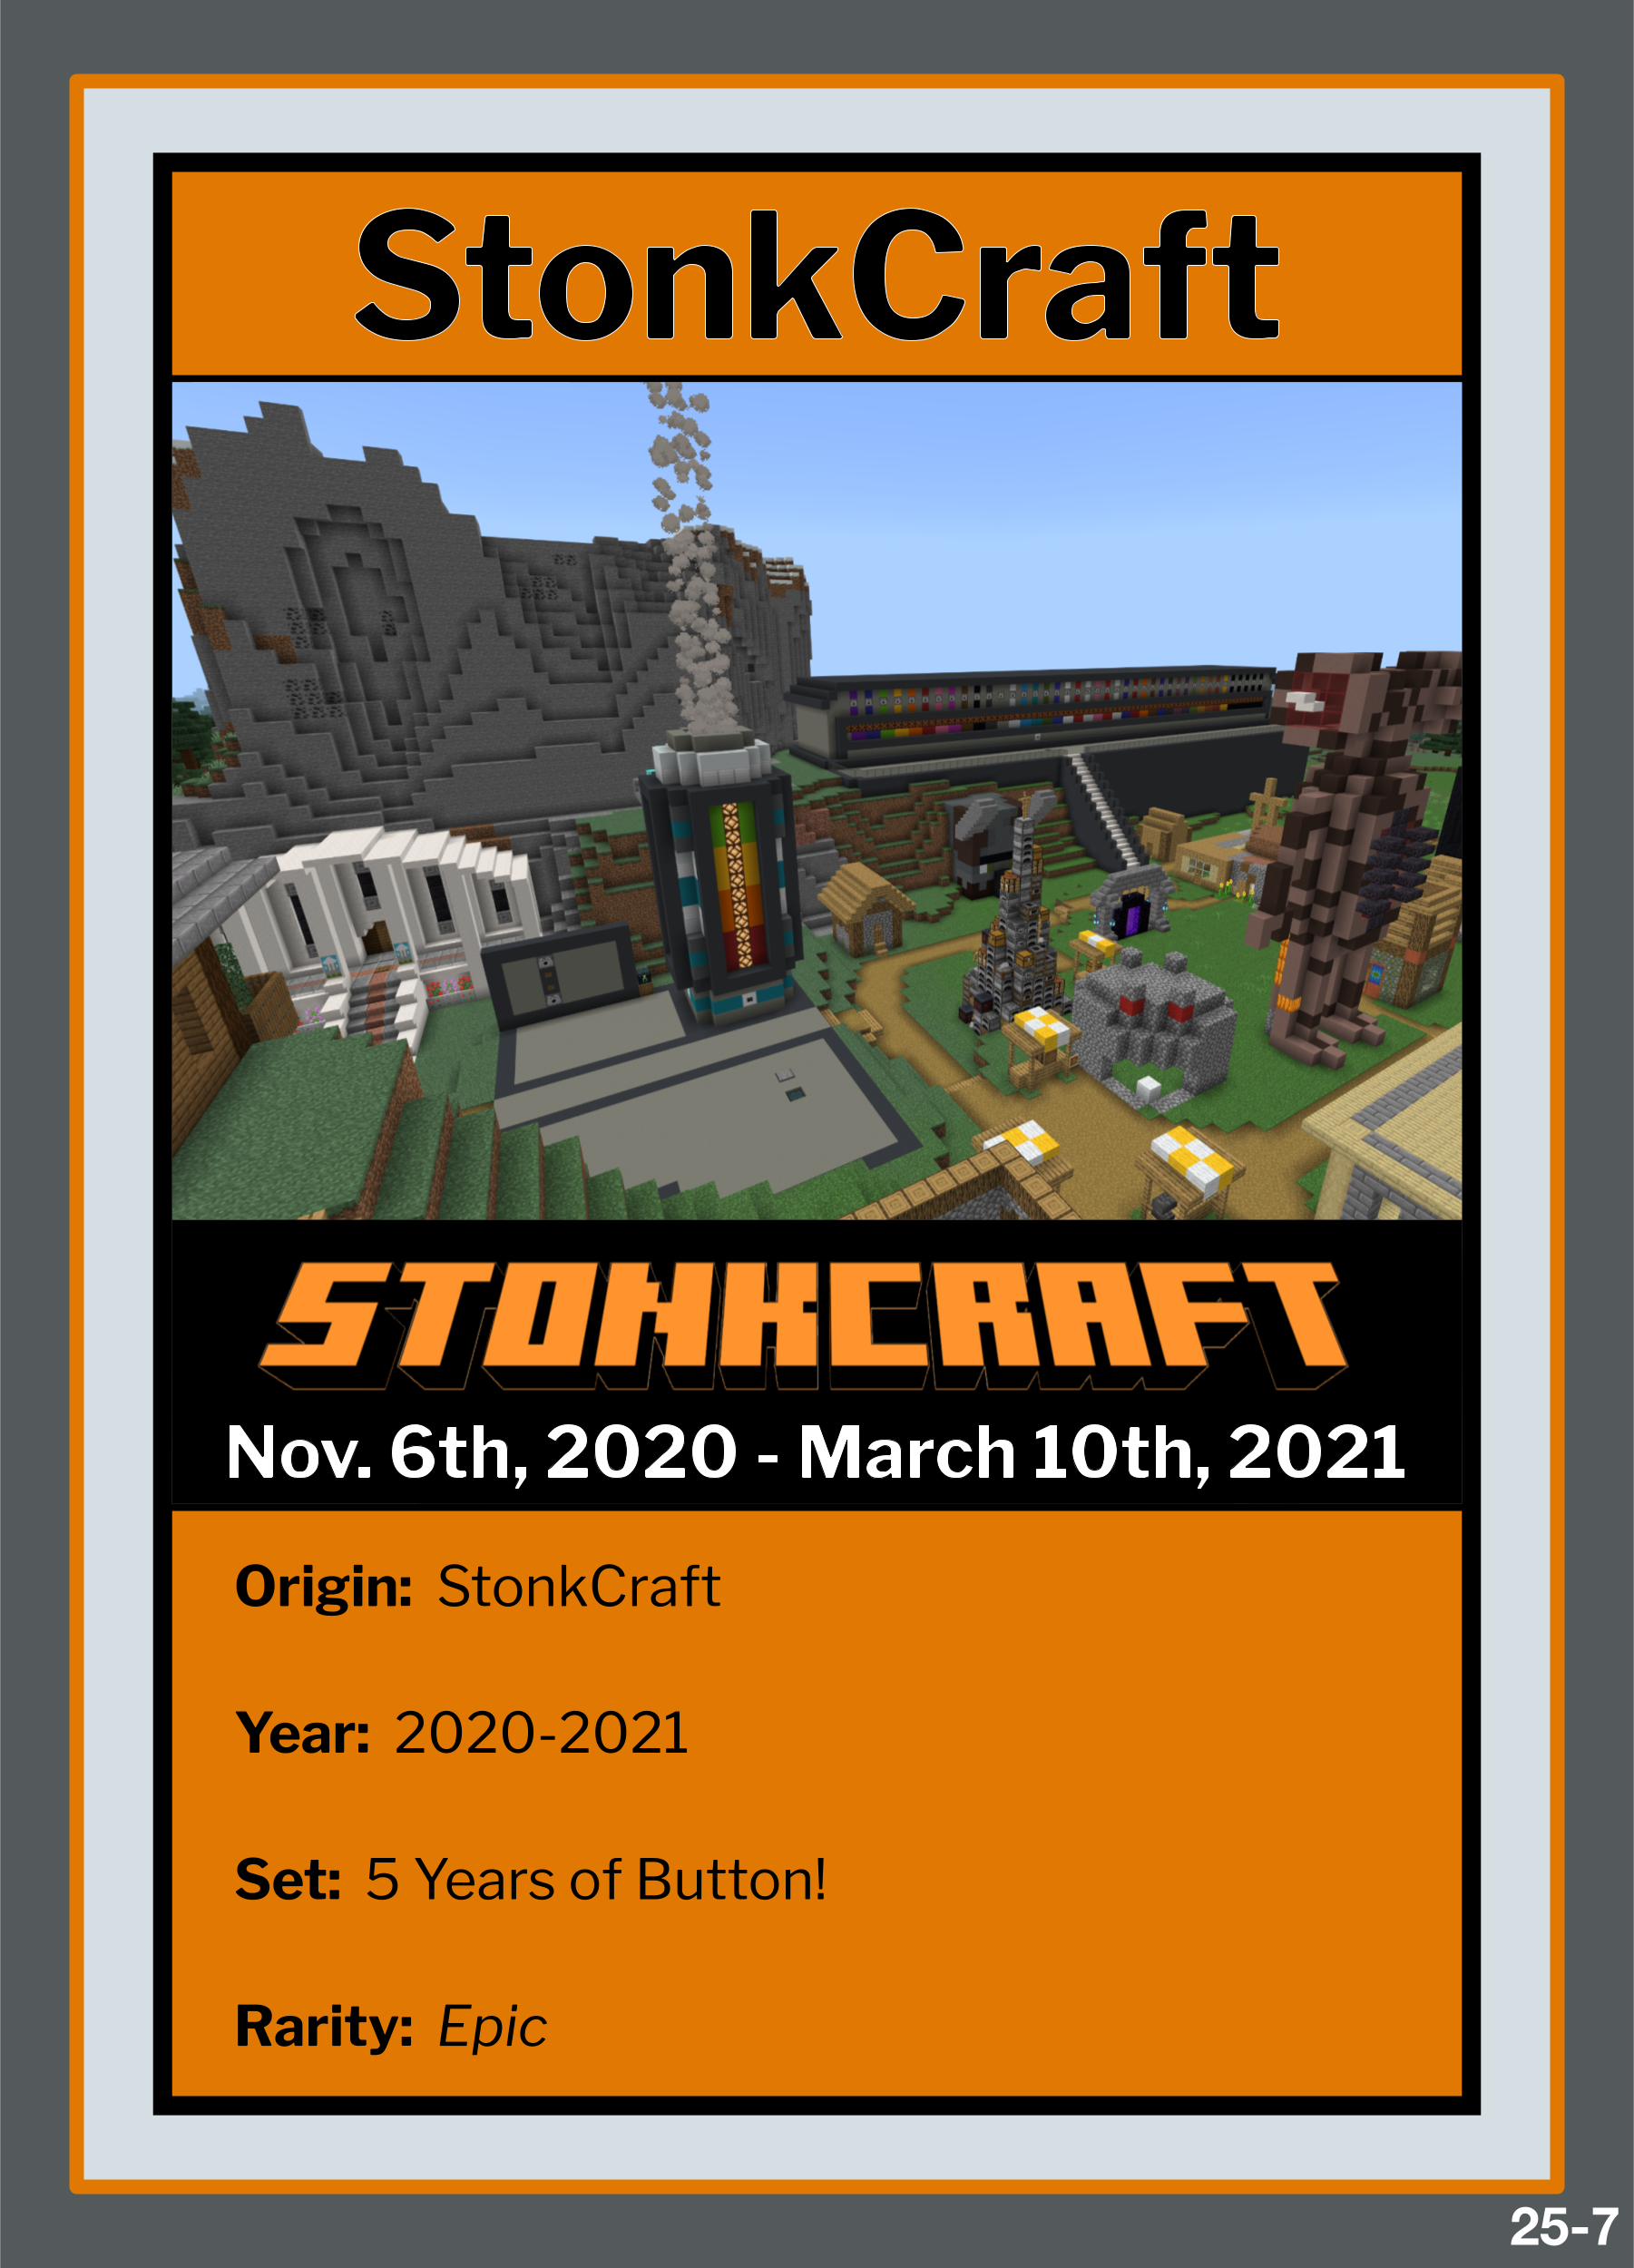 StonkCraft
STONKCRAFT
Nov. 6th, 2020 - March 10th, 2021
Origin: StonkCraft
Year: 2020-2021
Set: 5 Years of Button!
Rarity: Epic
25-7